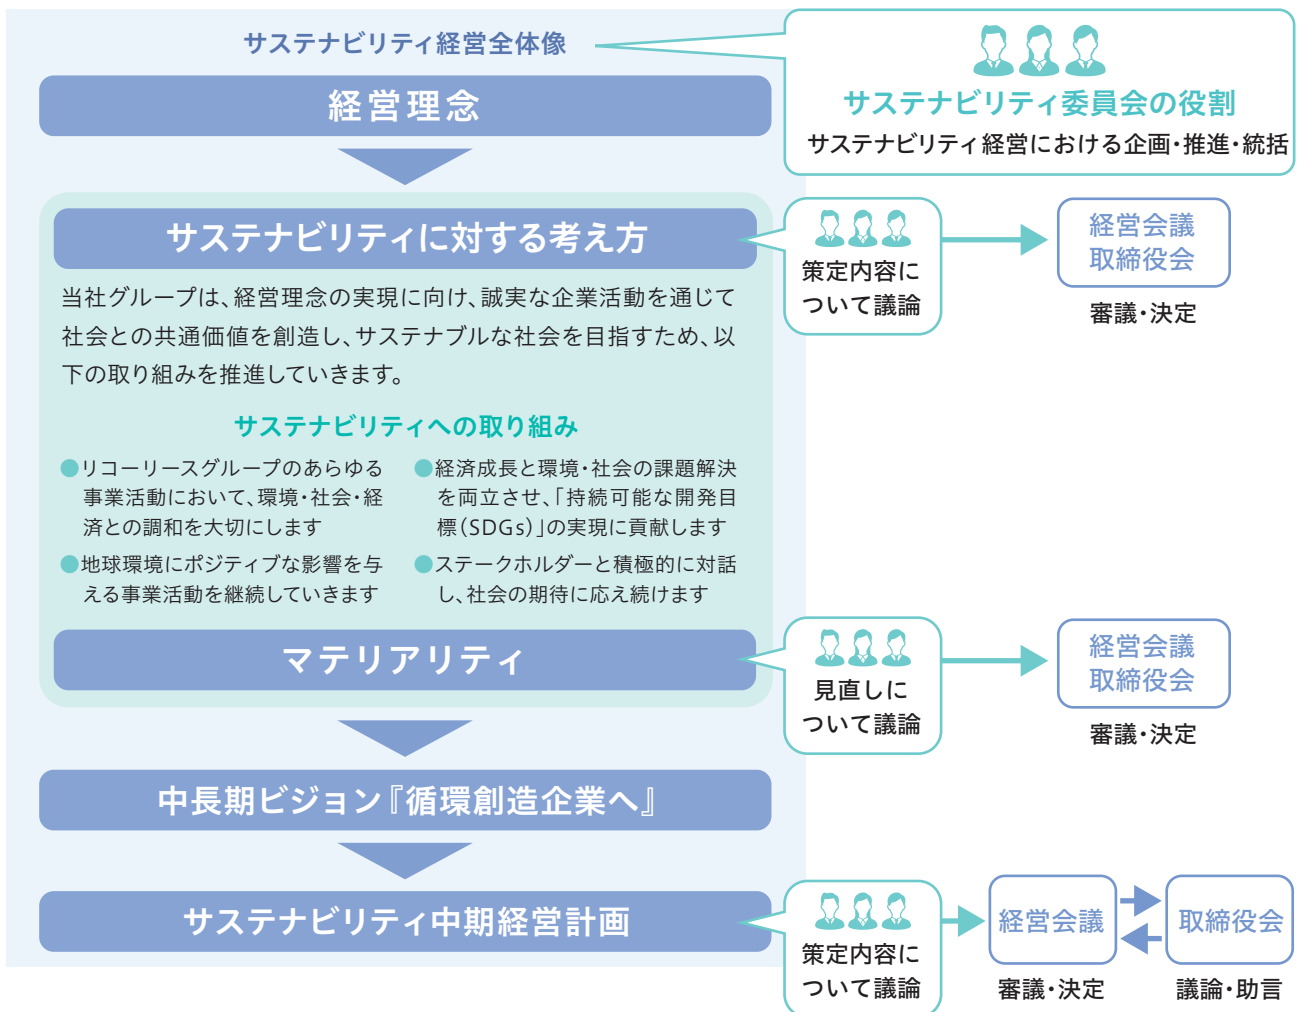 サステナビリティ経営全体像
サステナビリティ委員会の役割
サステナビリティ経営における企画・推進・統括
経営理念
サステナビリティに対する考え方
当社グループは、経営理念の実現に向け、誠実な企業活動を通じて
社会との共通価値を創造し、サステナブルな社会を目指すため、以
下の取り組みを推進していきます。
策定内容に
ついて議論
経営会議
取締役会
審議・決定
サステナビリティへの取り組み
●リコーリースグループのあらゆる
事業活動において、環境・社会・経
済との調和を大切にします
●地球環境にポジティブな影響を与
える事業活動を継続していきます
●経済成長と環境・社会の課題解決
を両立させ、「持続可能な開発目
標(SDGs)」の実現に貢献します
●ステークホルダーと積極的に対話
し、社会の期待に応え続けます
マテリアリティ
見直しに
ついて議論
経営会議
取締役会
審議・決定
中長期ビジョン『循環創造企業へ』
サステナビリティ中期経営計画
策定内容に
ついて議論
経営会議
審議・決定
取締役会
議論・助言